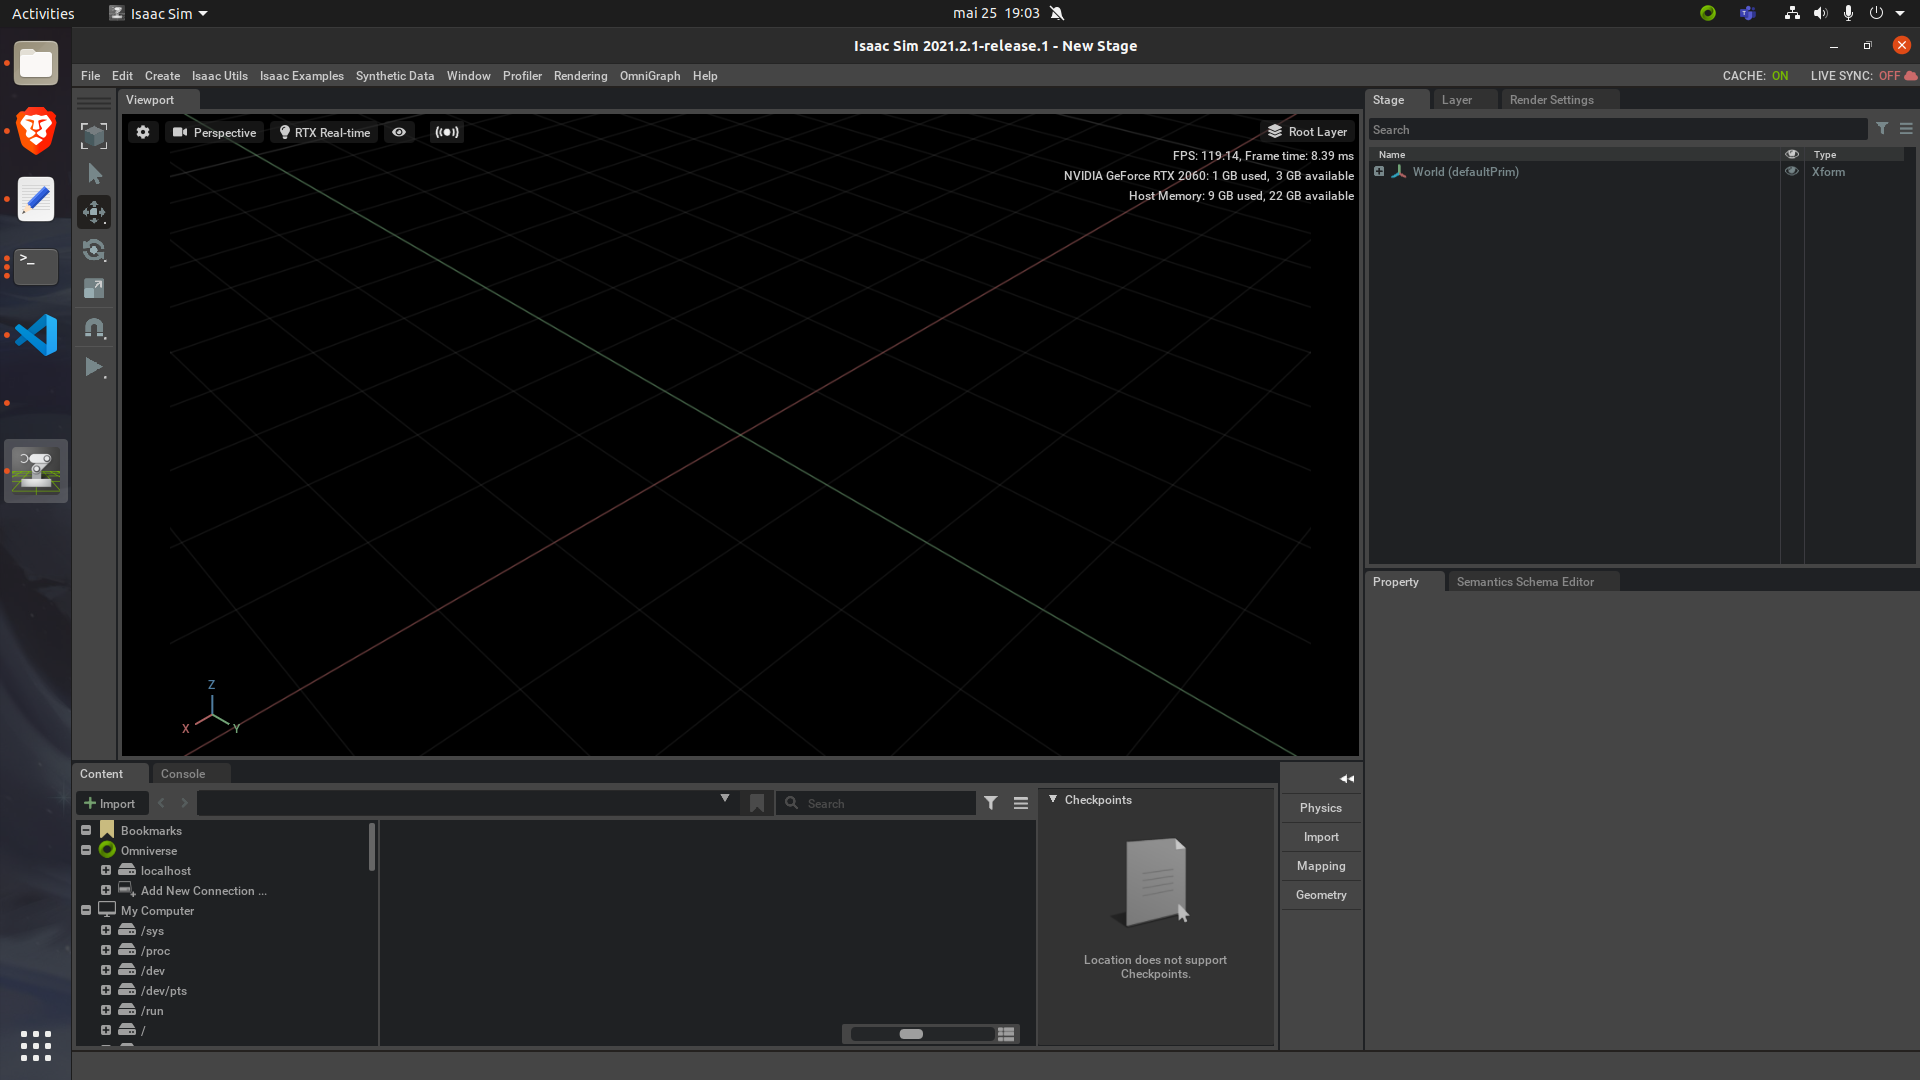 Activities
Isaac Sim
mai 25 19:03
Isaac Sim 2021.2.1-release.1 - New Stage
File Edit Create Isaac Utils Isaac Examples Synthetic Data Window Profiler Rendering OmniGraph Help
CACHE: ON LIVE SYNC: OFF
Viewport
Perspective
RTX Real-time
Root Layer
FPS: 119.14, Frame time: 8.39 ms
NVIDIA GeForce RTX 2060: 1 GB used, 3 GB available
Host Memory: 9 GB used, 22 GB available
Z
X
Y
Stage Layer Render Settings
Search
Name Type
World (defaultPrim) Xform
Property Semantics Schema Editor
Content Console
Import
Search
Bookmarks
Omniverse
localhost
Add New Connection ...
My Computer
/sys
/proc
/dev
/dev/pts
/run
/
Checkpoints
Location does not support
Checkpoints.
Physics
Import
Mapping
Geometry